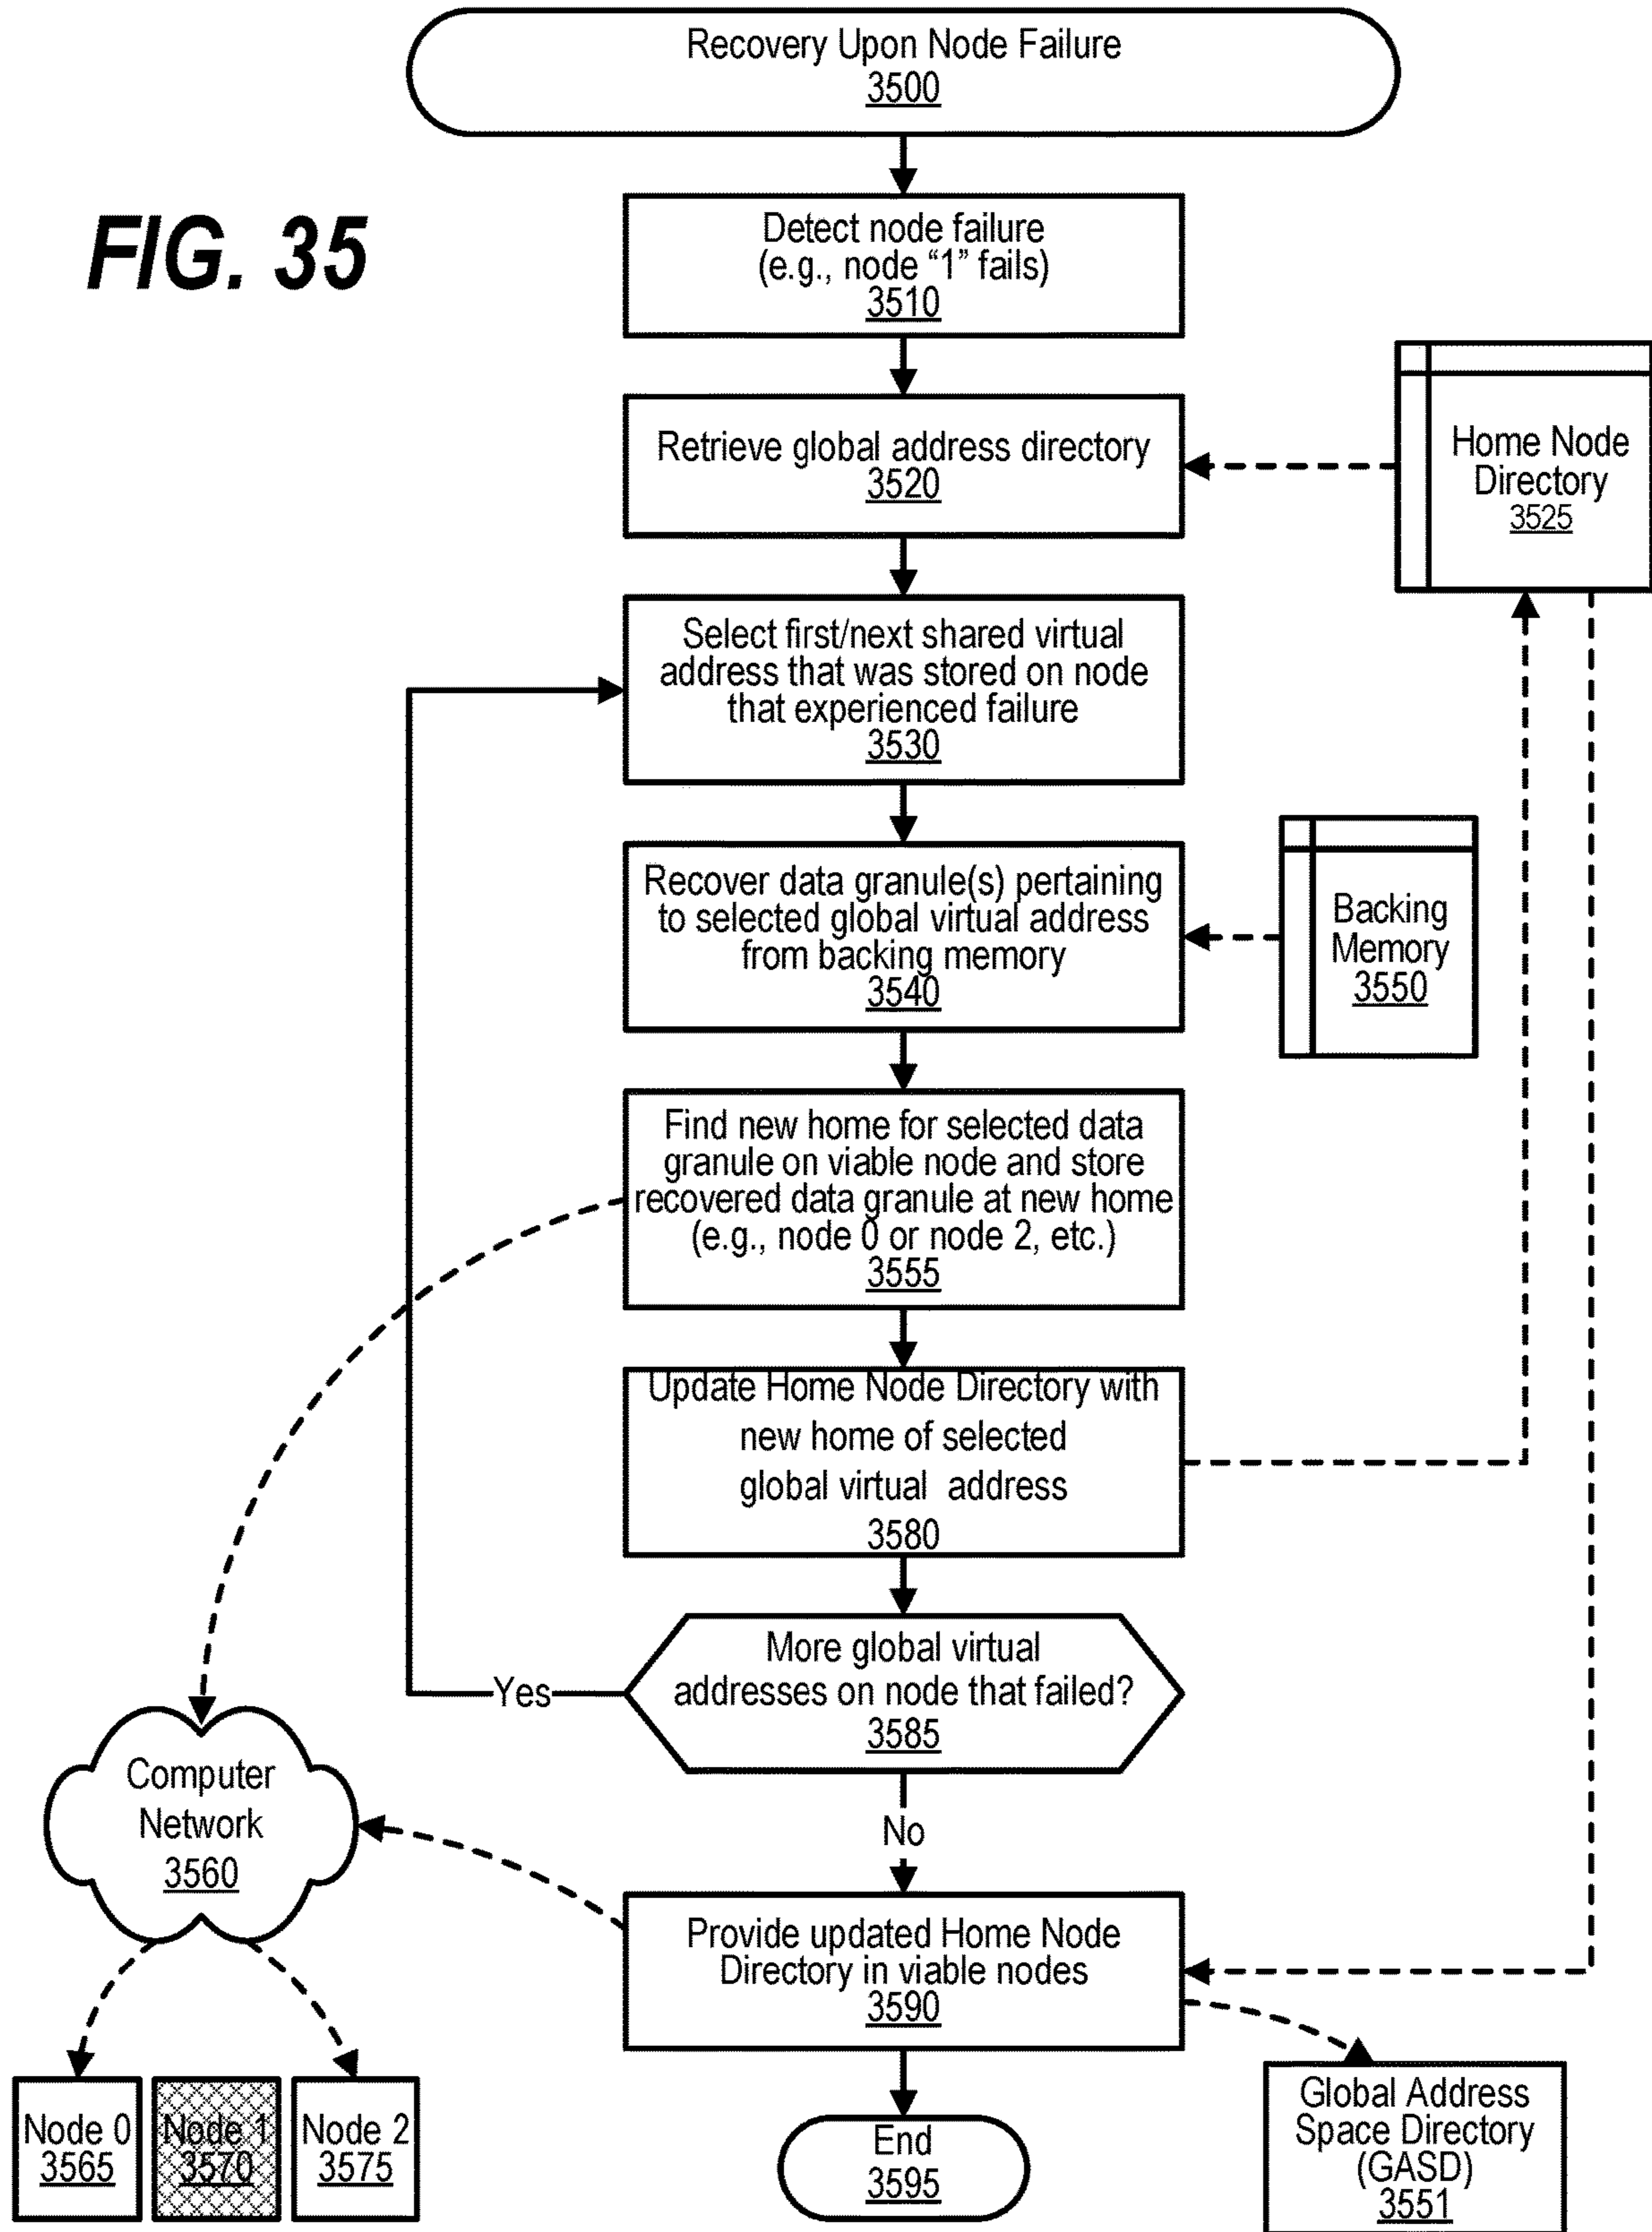 Recovery Upon Node Failure
3500
FIG. 35
Detect node failure
(e.g., node “1” fails)
3510
Retrieve global address directory
3520
Home Node
Directory
3525
Select first/next shared virtual
address that was stored on node
that experienced failure
3530
Recover data granule(s) pertaining
to selected global virtual address
from backing memory
3540
Backing
Memory
3550
Find new home for selected data
granule on viable node and store
recovered data granule at new home
(e.g., node 0 or node 2, etc.)
3555
Update Home Node Directory with
new home of selected
global virtual address
3580
More global virtual
addresses on node that failed?
3585
Yes
No
Computer
Network
3560
Provide updated Home Node
Directory in viable nodes
3590
Node 0
3565
Node 1
3570
Node 2
3575
End
3595
Global Address
Space Directory
(GASD)
3551